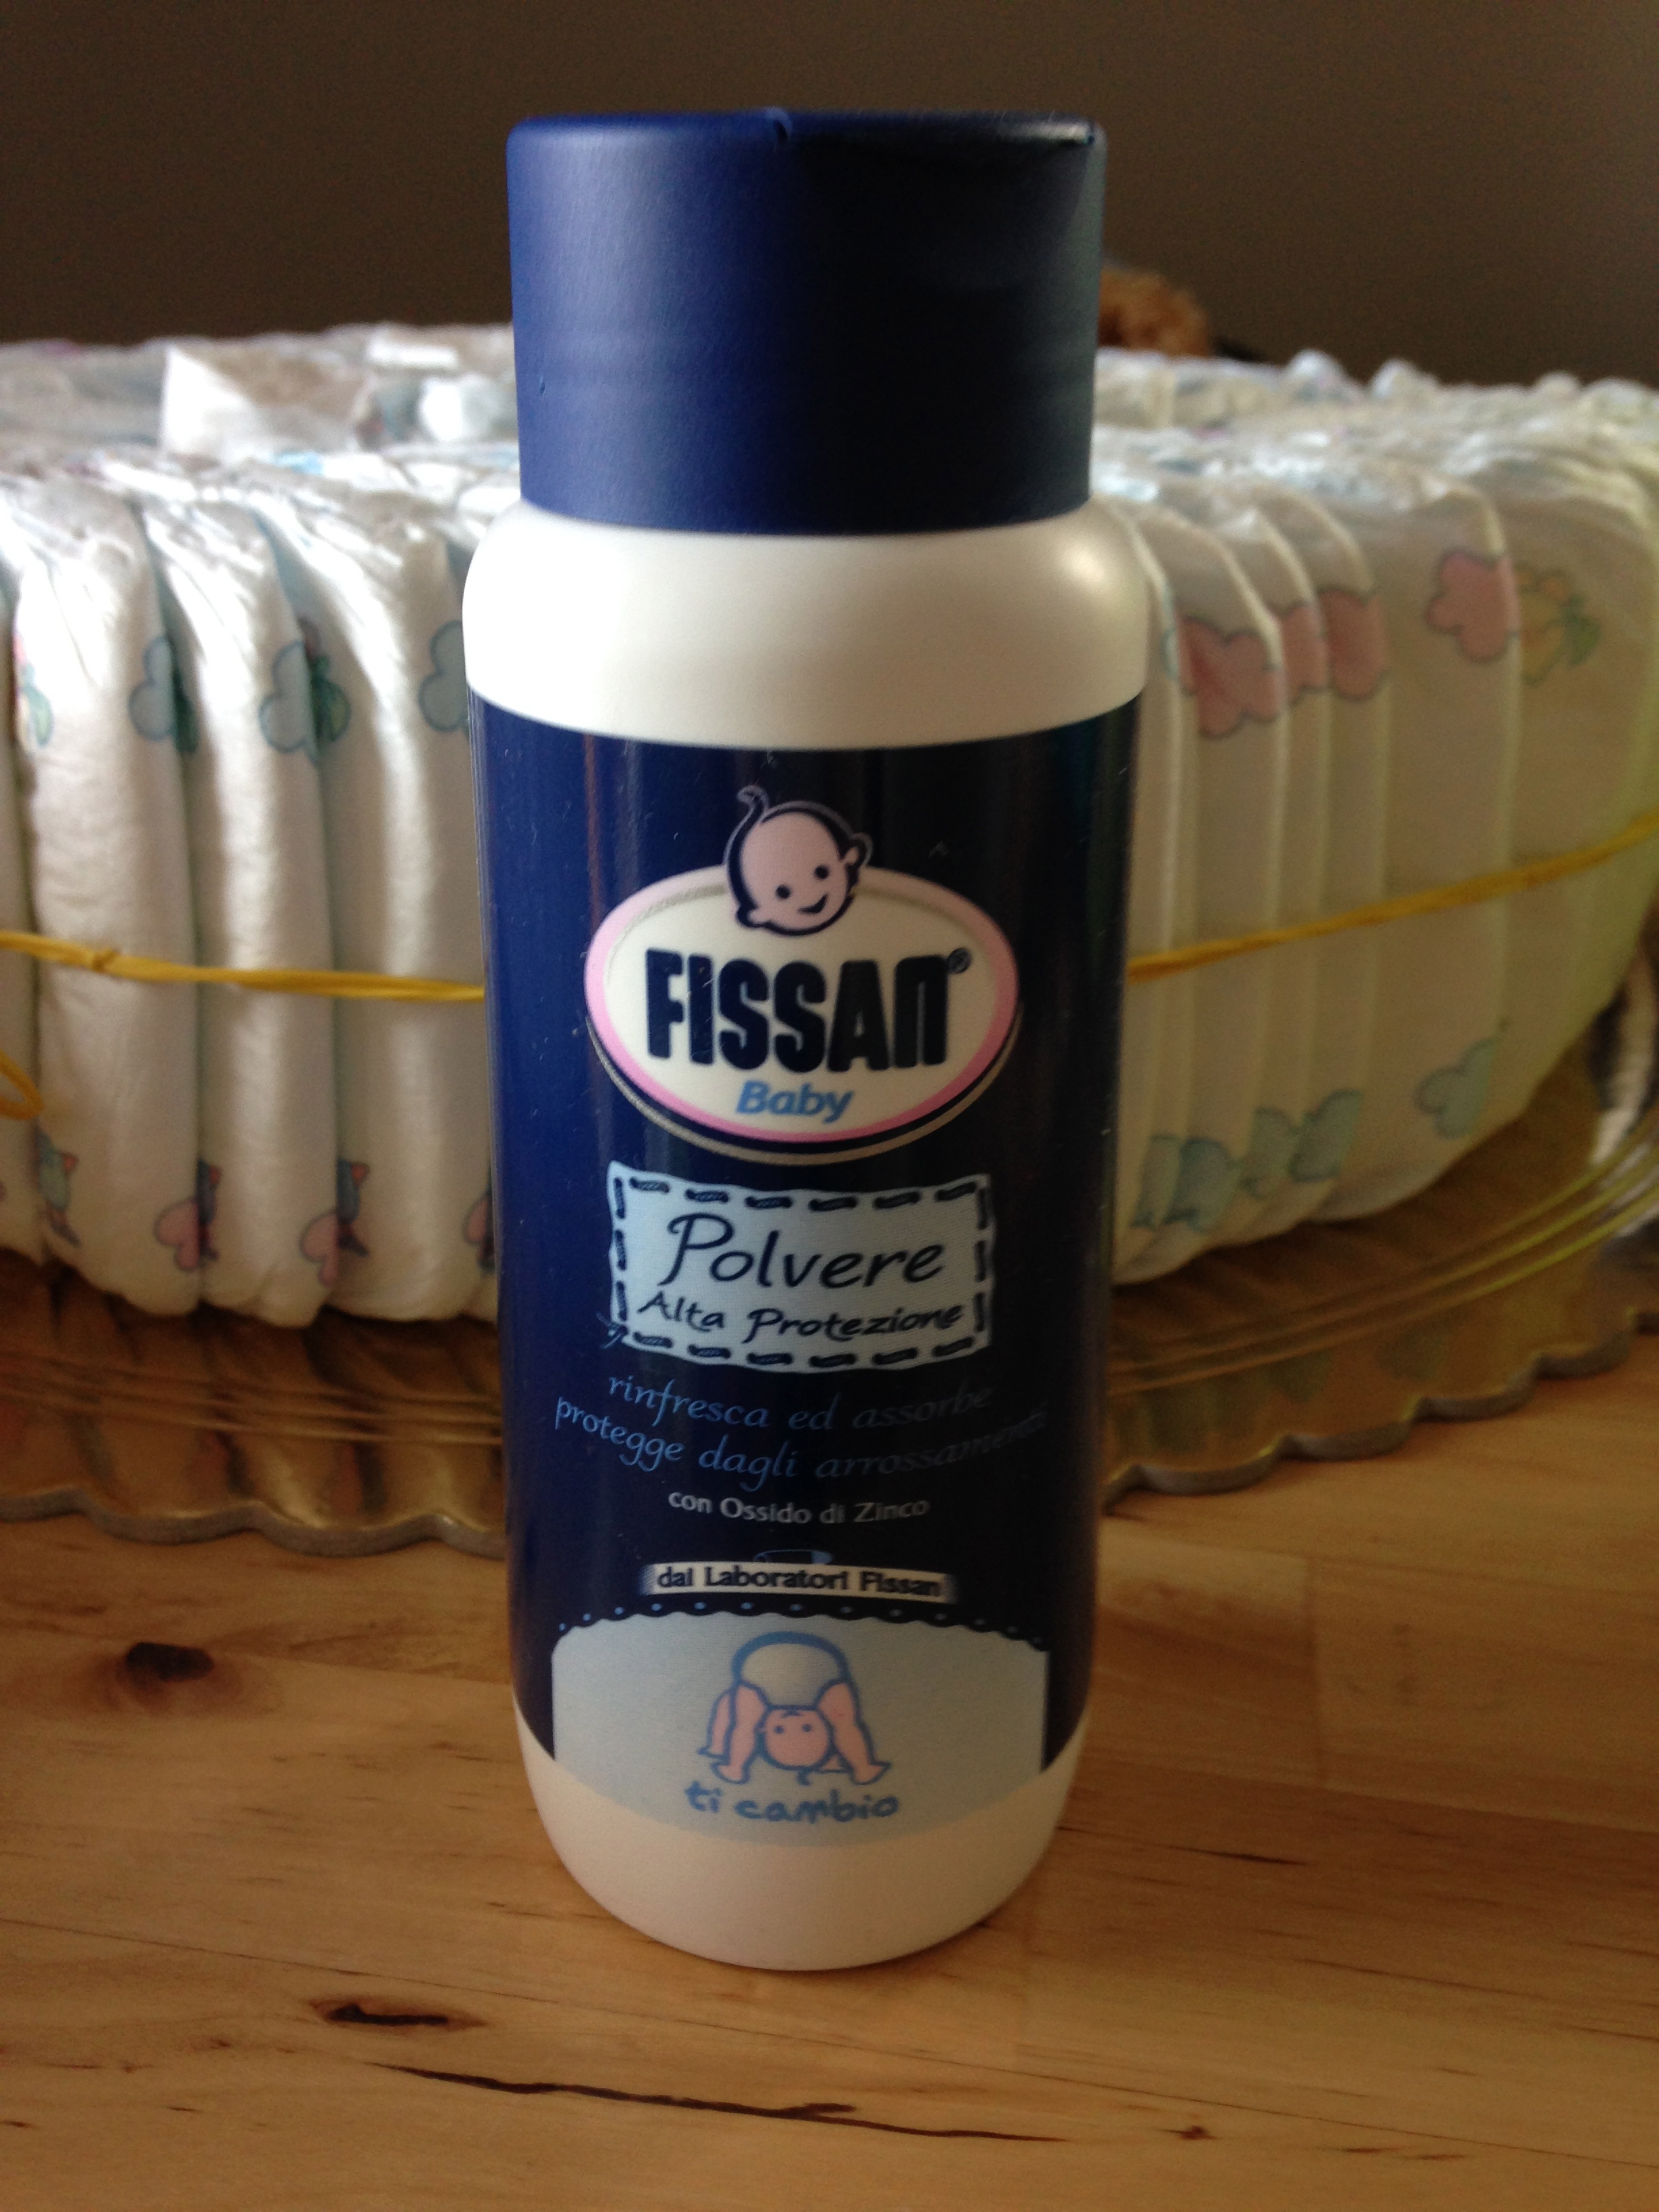 FISSAN®
Baby
Polvere
Alta Protezione
rinfresca ed assorbe
protegge dagli arrossamenti
con Ossido di Zinco
dai Laboratori Fissan
ti cambio